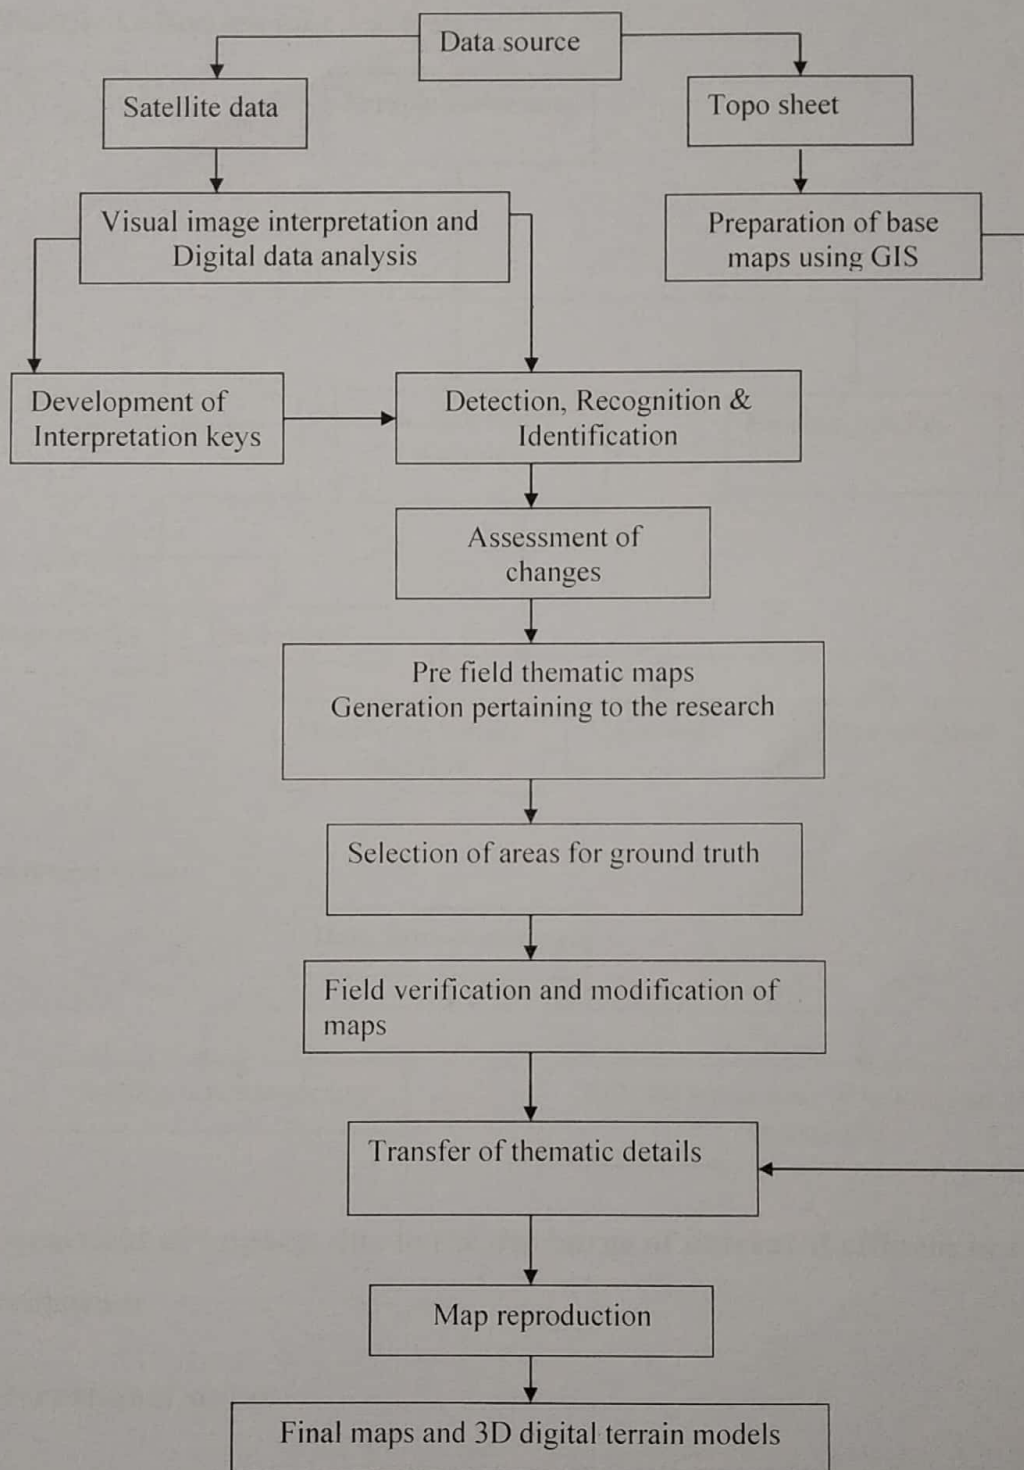 Data source
Satellite data
Topo sheet
Visual image interpretation and
Digital data analysis
Preparation of base
maps using GIS
Development of
Interpretation keys
Detection, Recognition &
Identification
Assessment of
changes
Pre field thematic maps
Generation pertaining to the research
Selection of areas for ground truth
Field verification and modification of
maps
Transfer of thematic details
Map reproduction
Final maps and 3D digital terrain models